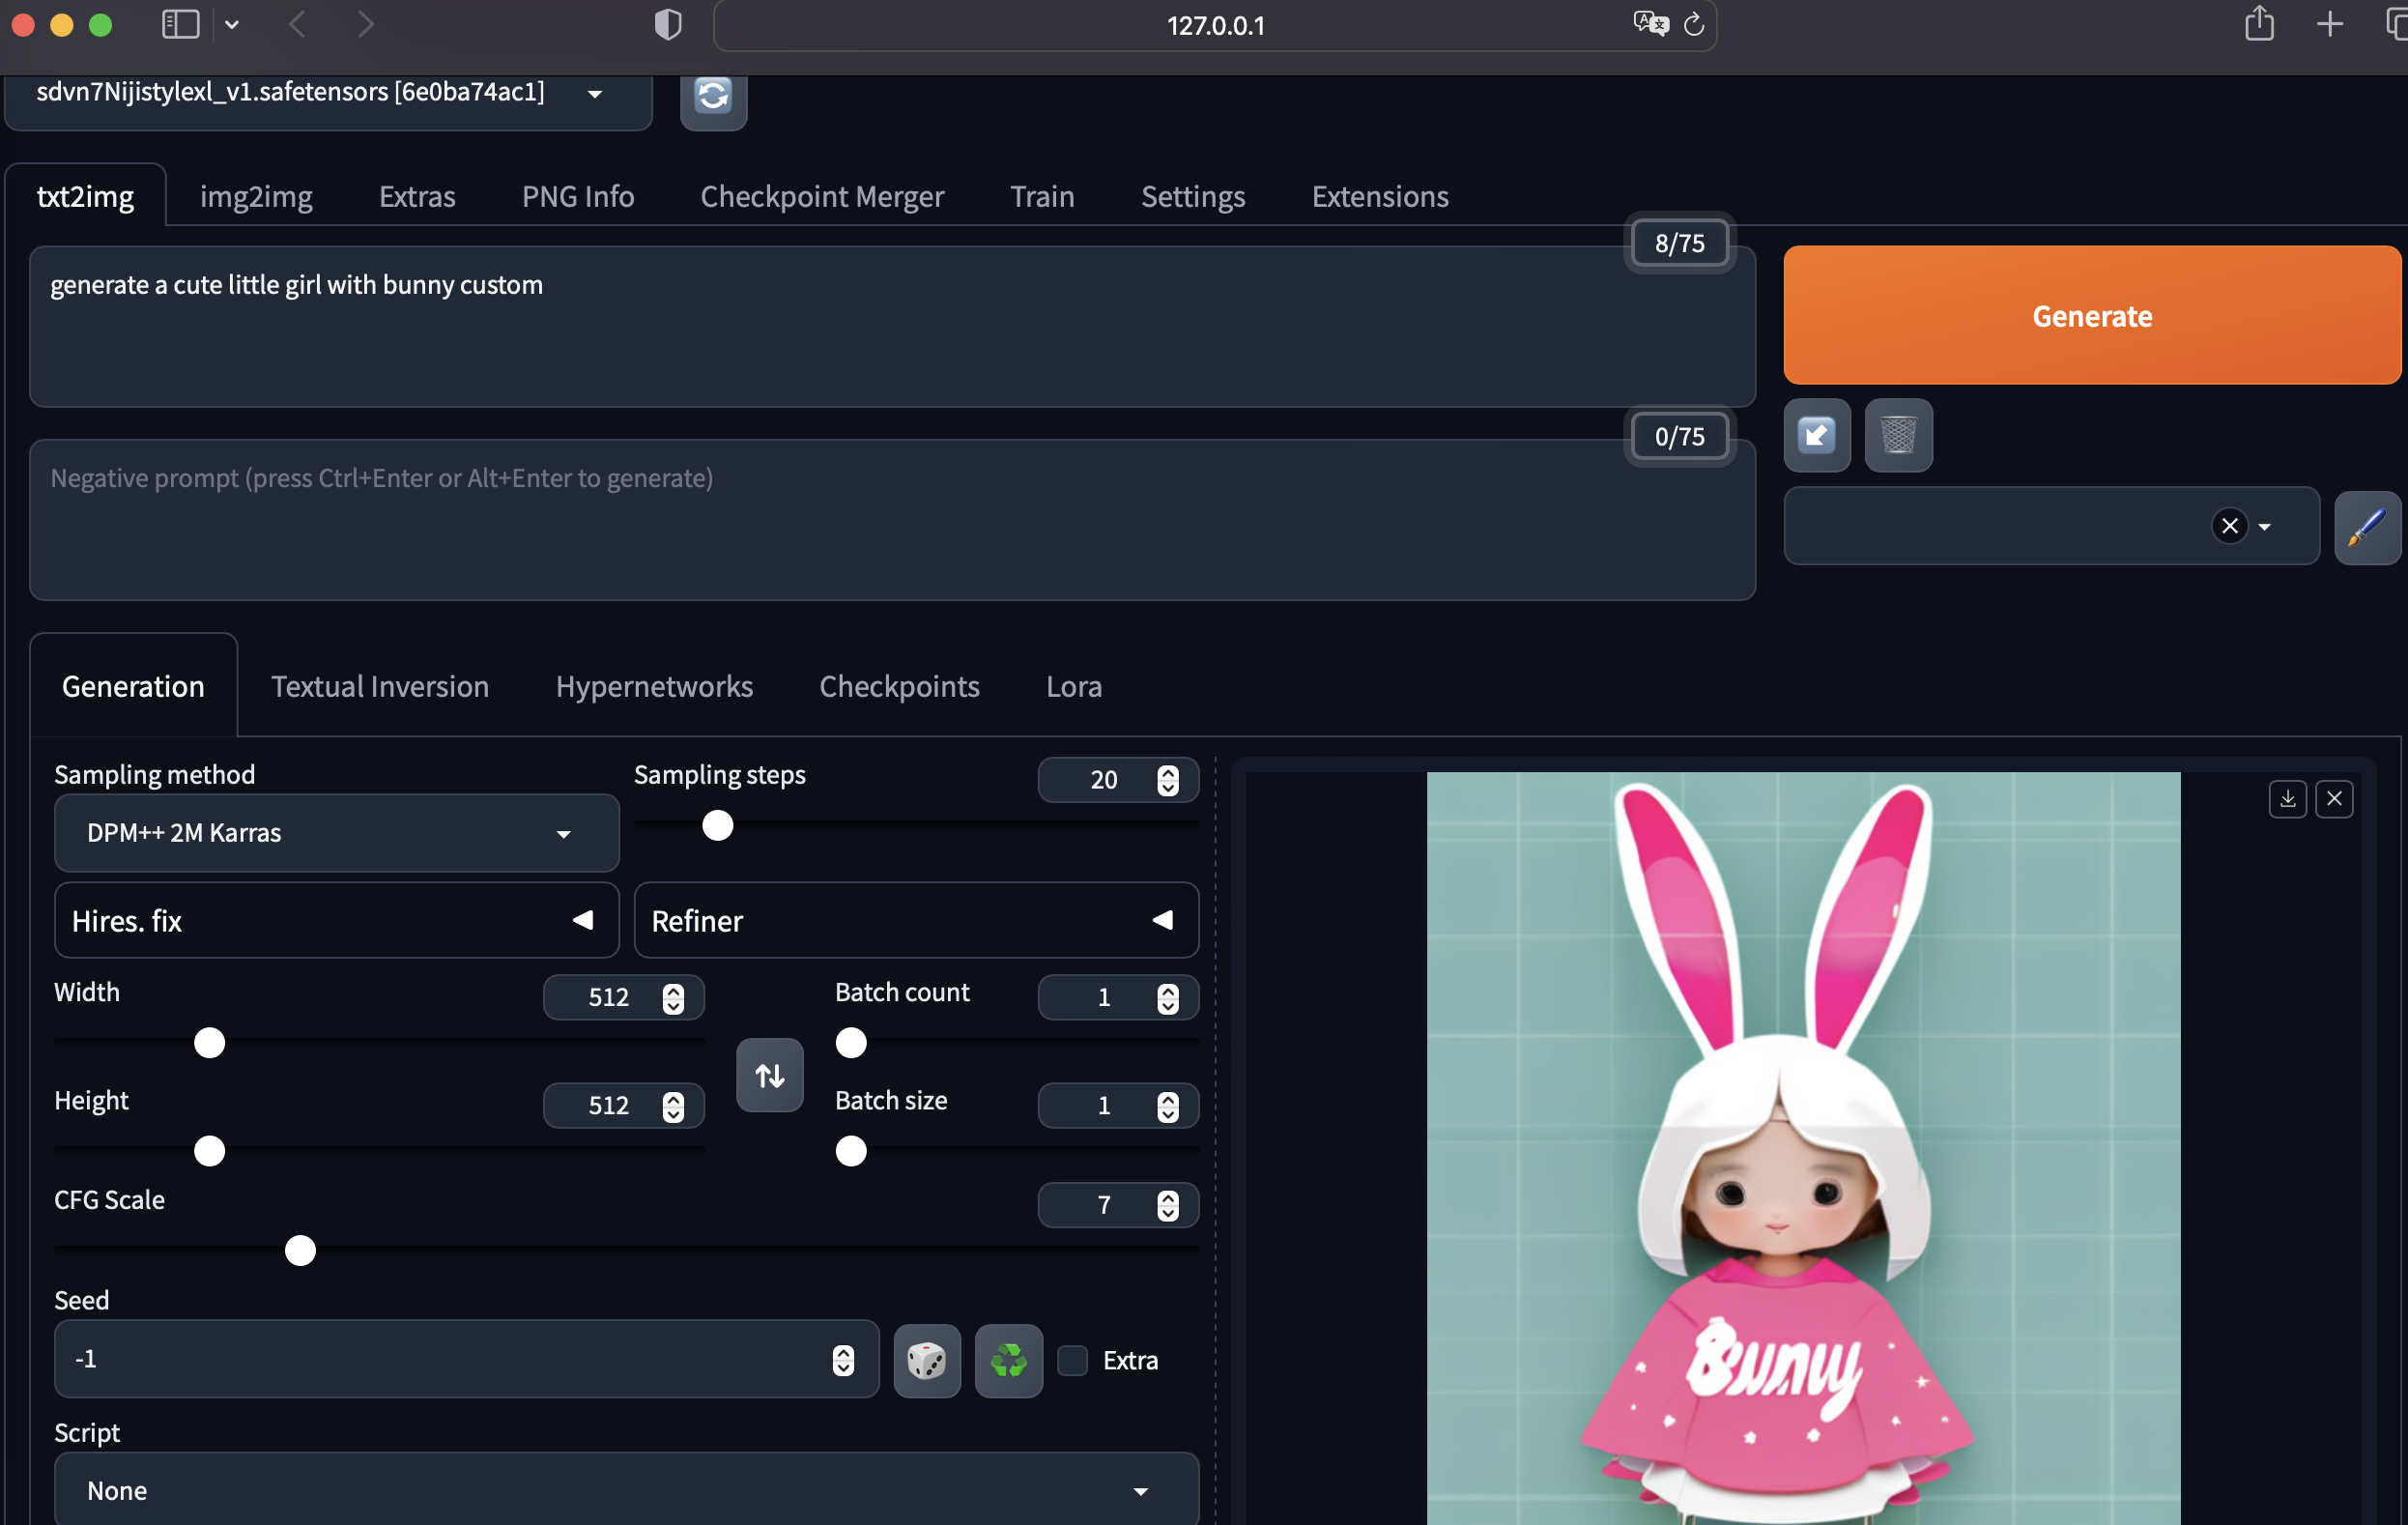 127.0.0.1
sdvn7Nijistylexl_v1.safetensors [6e0ba74ac1]
txt2img img2img Extras PNG Info Checkpoint Merger Train Settings Extensions
8/75
generate a cute little girl with bunny custom
Generate
0/75
Negative prompt (press Ctrl+Enter or Alt+Enter to generate)
Generation Textual Inversion Hypernetworks Checkpoints Lora
Sampling method
Sampling steps 20
DPM++ 2M Karras
Hires. fix
Refiner
Width 512
Batch count 1
Height 512
Batch size 1
CFG Scale 7
Seed
-1
Extra
Script
None
Bunny